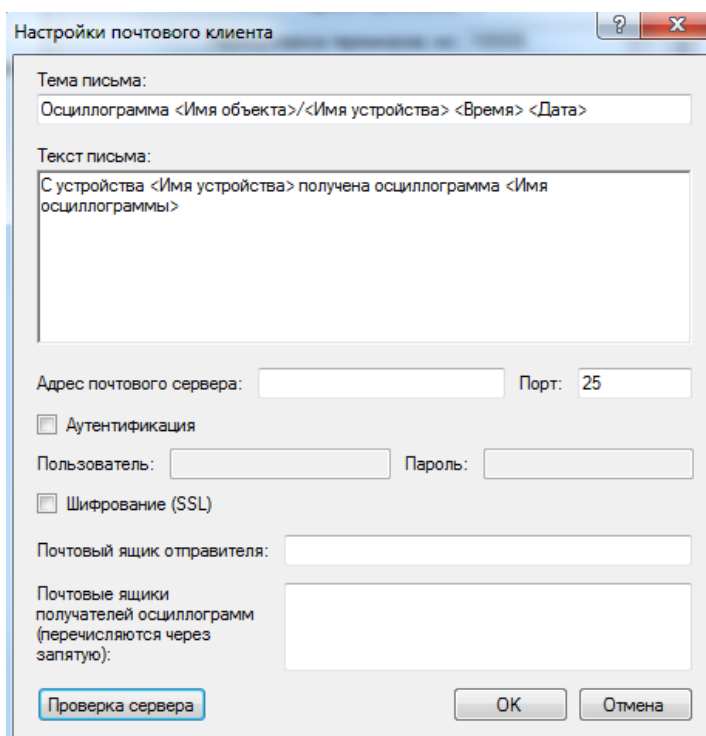 Настройки почтового клиента
Тема письма:
Осциллограмма <Имя объекта>/<Имя устройства> <Время> <Дата>
Текст письма:
С устройства <Имя устройства> получена осциллограмма <Имя
осциллограммы>
Адрес почтового сервера: Порт: 25
Аутентификация
Пользователь: Пароль:
Шифрование (SSL)
Почтовый ящик отправителя:
Почтовые ящики
получателей осциллограмм
(перечисляются через
запятую):
Проверка сервера OK Отмена